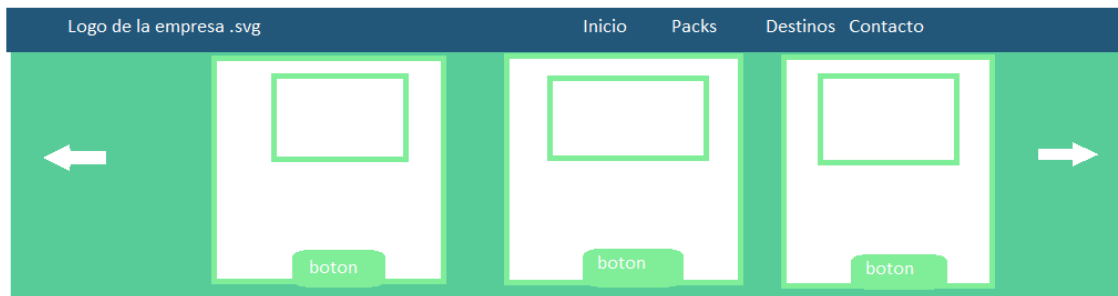 Logo de la empresa .svg Inicio Packs Destinos Contacto
boton boton boton